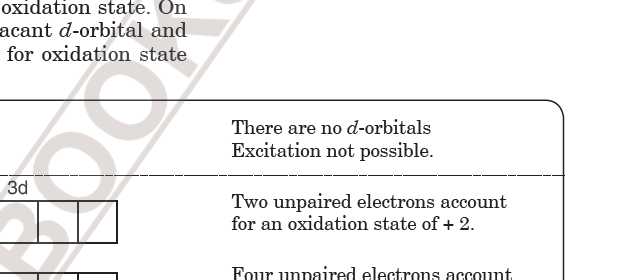 oxidation state. On
acant d-orbital and
for oxidation state
There are no d-orbitals
Excitation not possible.
3d
Two unpaired electrons account
for an oxidation state of + 2.
Four unpaired electrons account
BOOK